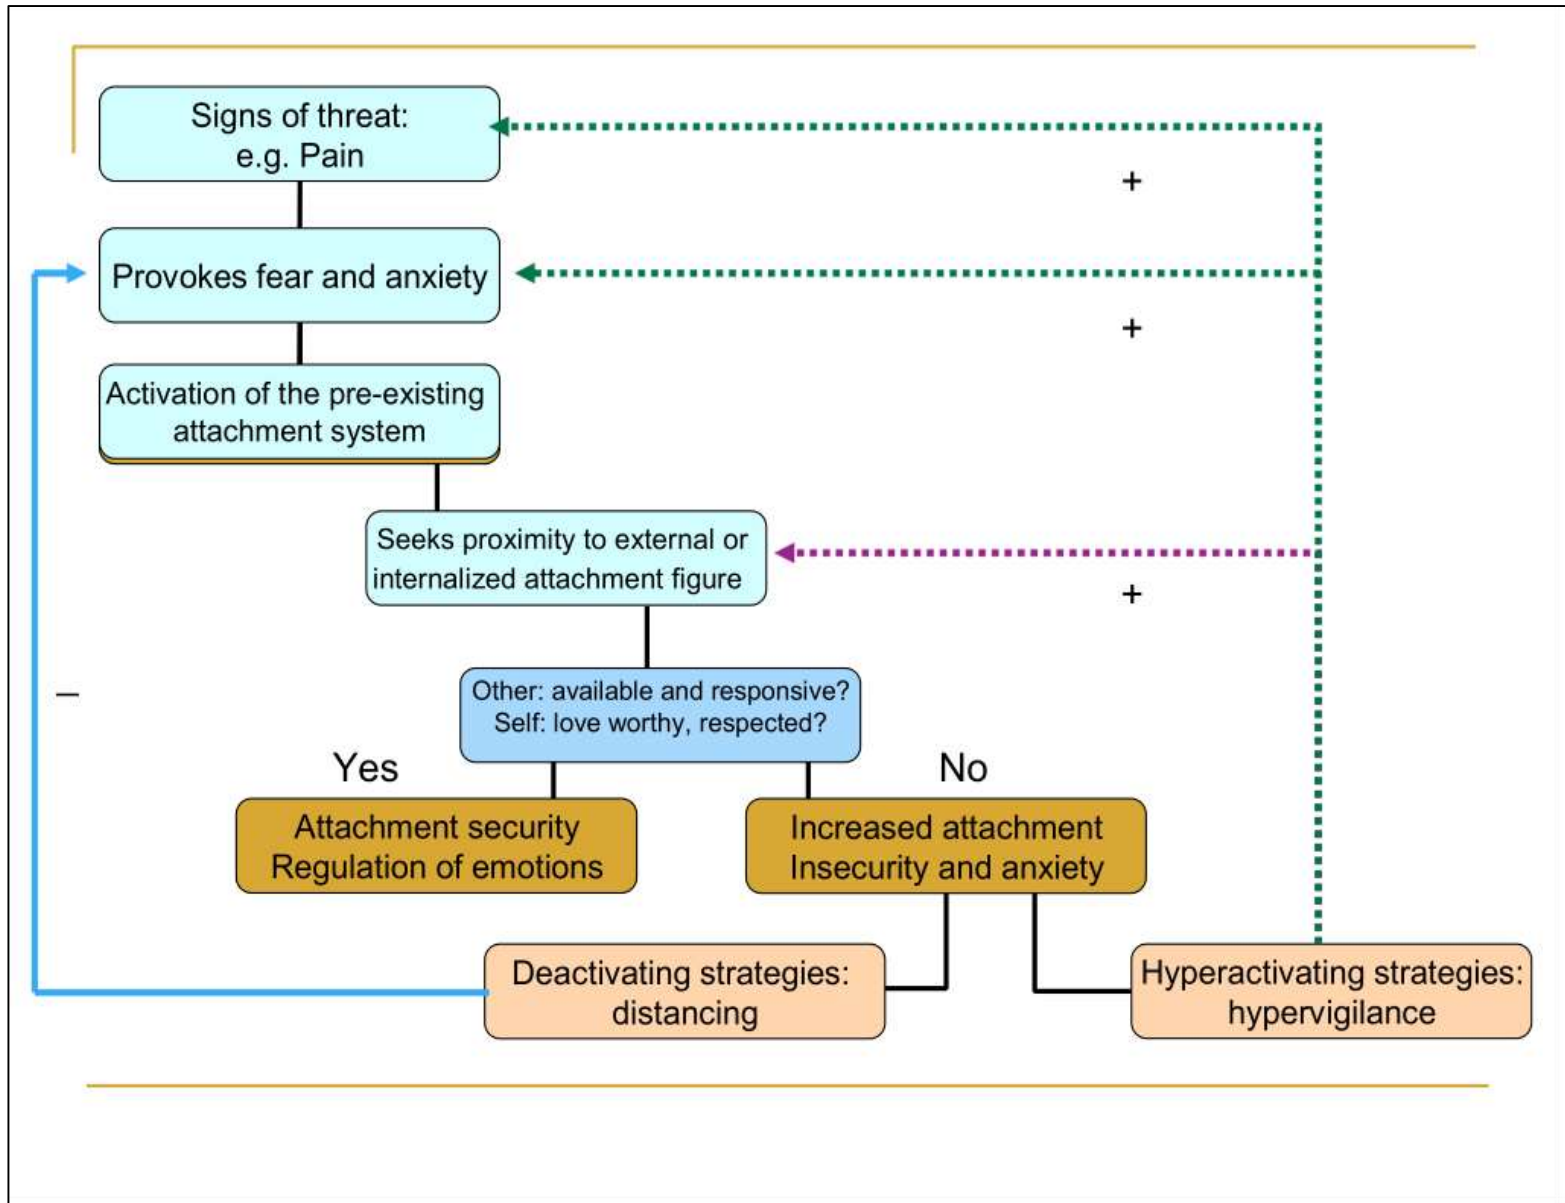 Signs of threat:
e.g. Pain
+
Provokes fear and anxiety
+
Activation of the pre-existing
attachment system
Seeks proximity to external or
internalized attachment figure
+
–
Other: available and responsive?
Self: love worthy, respected?
Yes
No
Attachment security
Regulation of emotions
Increased attachment
Insecurity and anxiety
Deactivating strategies:
distancing
Hyperactivating strategies:
hypervigilance